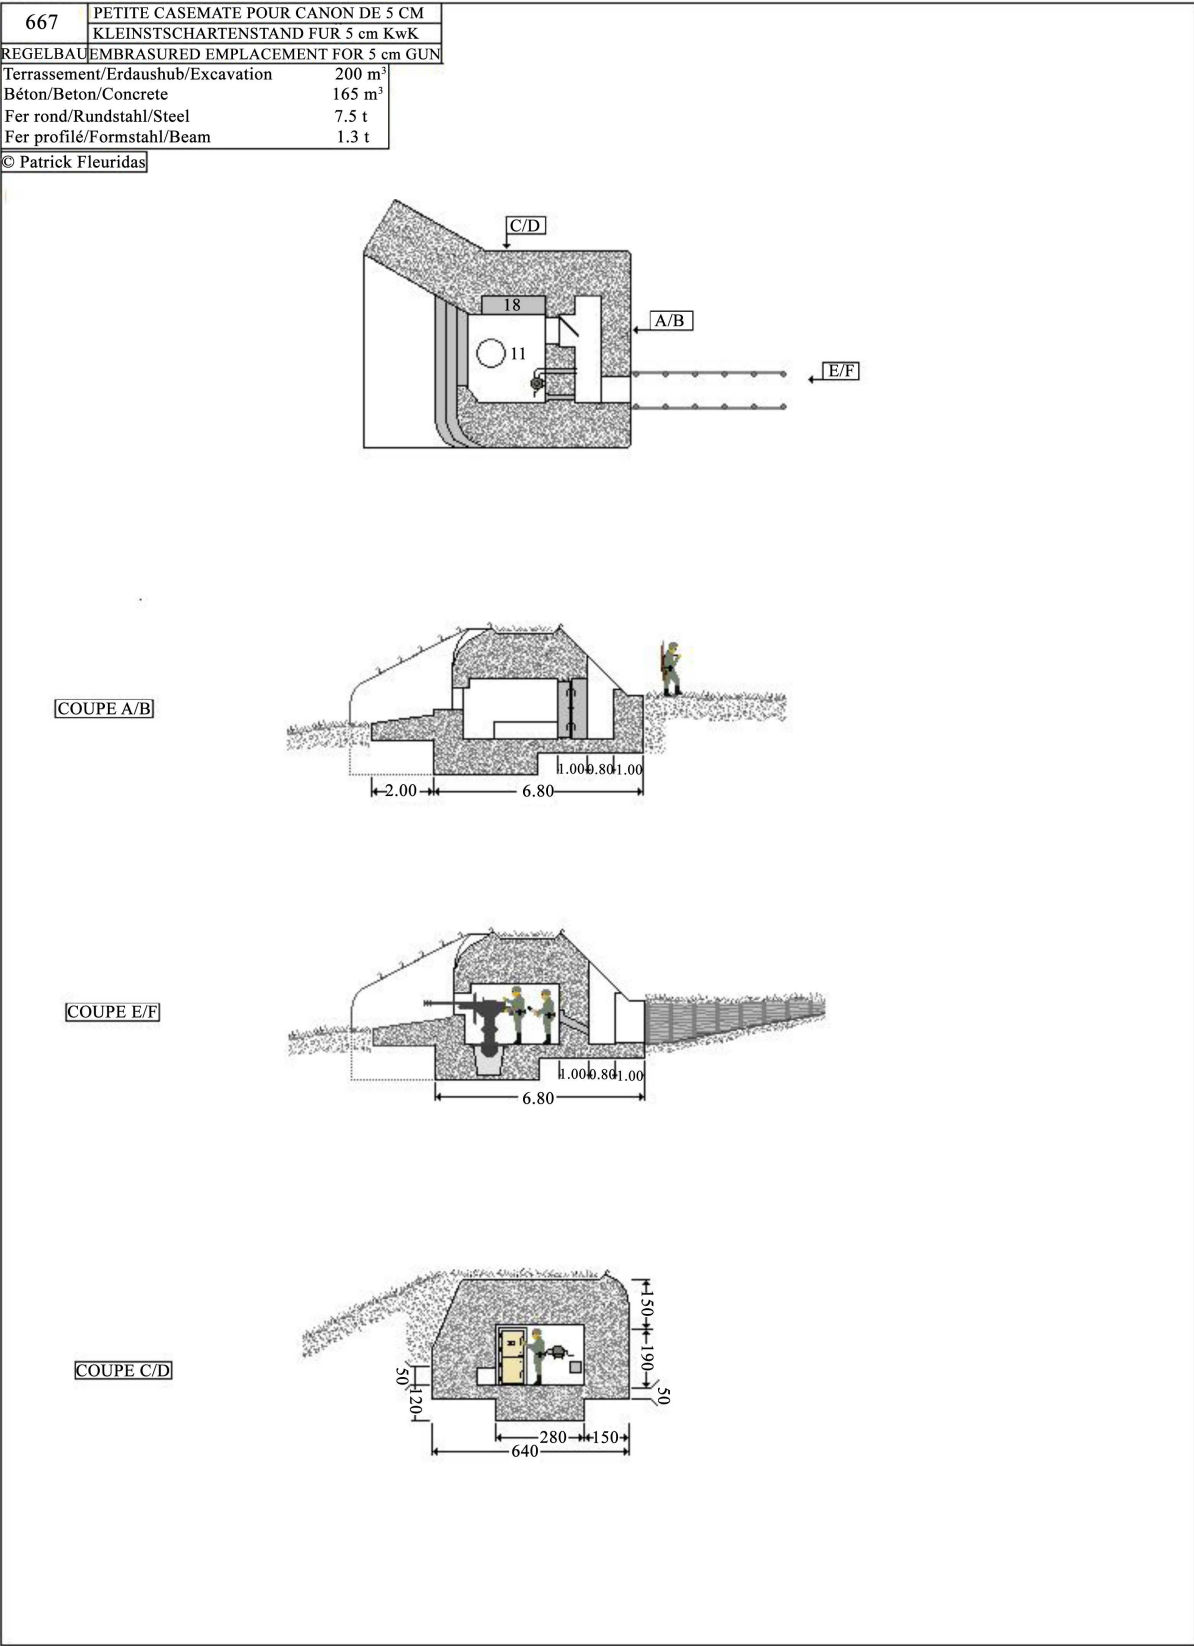 667
PETITE CASEMATE POUR CANON DE 5 CM
KLEINSTSCHARTENSTAND FUR 5 cm KwK
REGELBAU EMBRASURED EMPLACEMENT FOR 5 cm GUN
Terrassement/Erdaushub/Excavation 200 m³
Béton/Beton/Concrete 165 m³
Fer rond/Rundstahl/Steel 7.5 t
Fer profilé/Formstahl/Beam 1.3 t
© Patrick Fleuridas
C/D
18
A/B
11
E/F
COUPE A/B
1.00 0.80 1.00
2.00 6.80
COUPE E/F
1.00 0.80 1.00
6.80
COUPE C/D
150
190
50
50
120
280 150
640